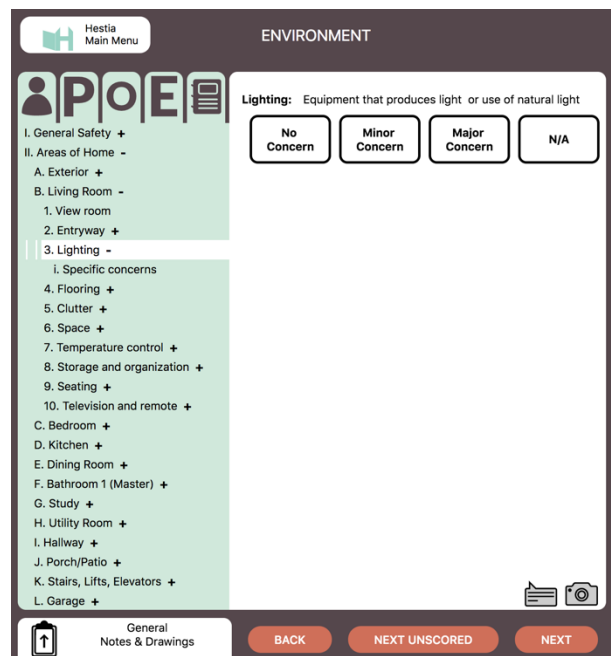 Hestia
Main Menu
ENVIRONMENT
P O E
I. General Safety +
II. Areas of Home -
A. Exterior +
B. Living Room -
1. View room
2. Entryway +
3. Lighting -
i. Specific concerns
4. Flooring +
5. Clutter +
6. Space +
7. Temperature control +
8. Storage and organization +
9. Seating +
10. Television and remote +
C. Bedroom +
D. Kitchen +
E. Dining Room +
F. Bathroom 1 (Master) +
G. Study +
H. Utility Room +
I. Hallway +
J. Porch/Patio +
K. Stairs, Lifts, Elevators +
L. Garage +
Lighting: Equipment that produces light or use of natural light
No Concern
Minor Concern
Major Concern
N/A
General
Notes & Drawings
BACK
NEXT UNSCORED
NEXT